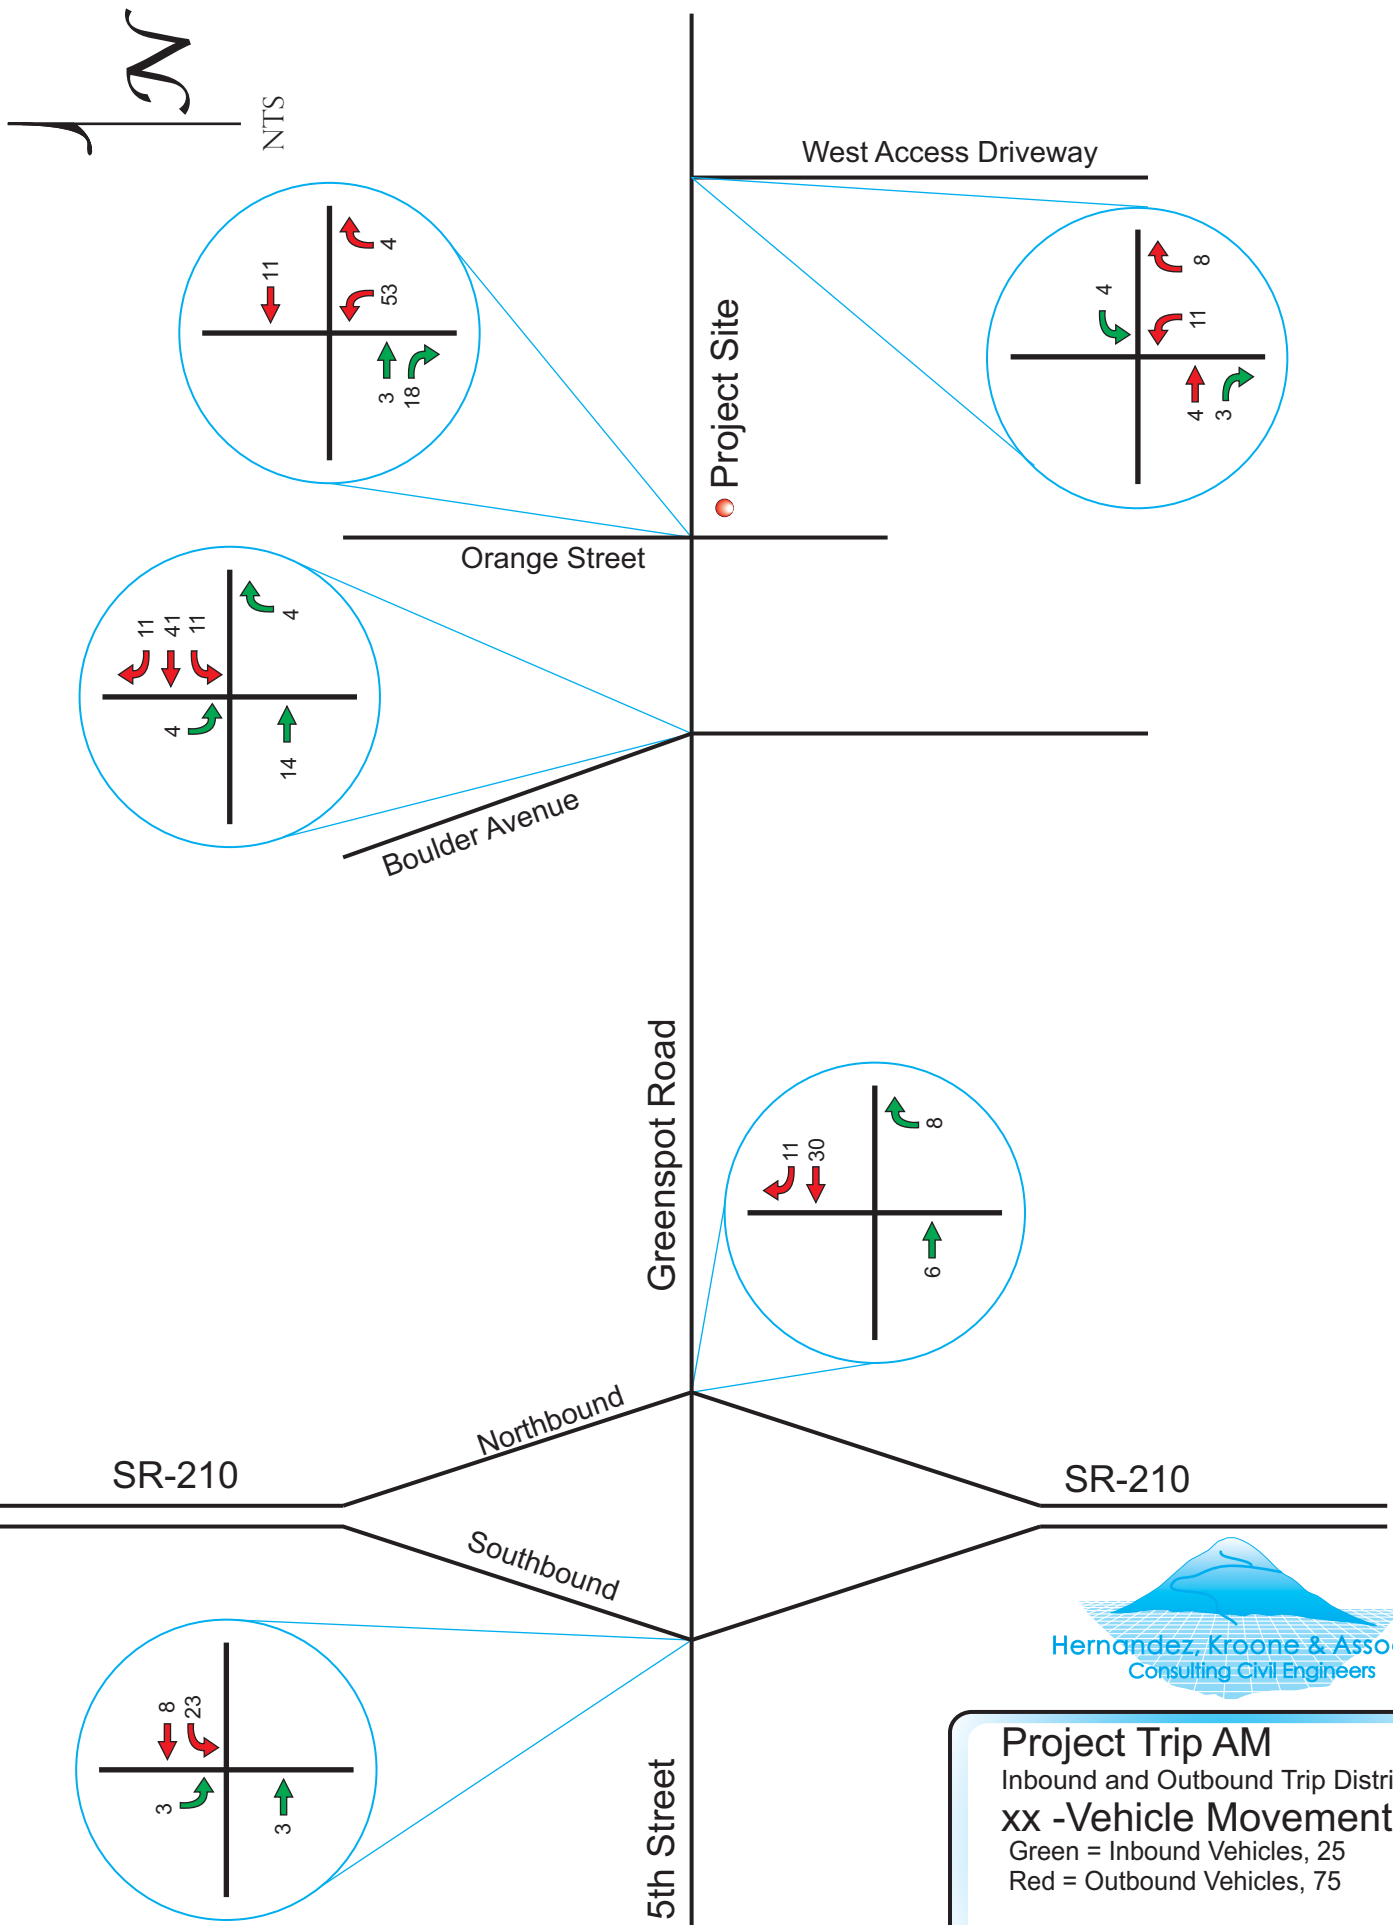 N
NTS
West Access Driveway
11
4
53
3
18
4
8
11
4
3
Project Site
Orange Street
11
41
11
4
4
14
Boulder Avenue
Greenspot Road
11
30
8
6
Northbound
SR-210
SR-210
Southbound
8
23
3
3
5th Street
Hernandez, Kroone & Asso
Consulting Civil Engineers
Project Trip AM
Inbound and Outbound Trip Distri
xx -Vehicle Movement
Green = Inbound Vehicles, 25
Red = Outbound Vehicles, 75